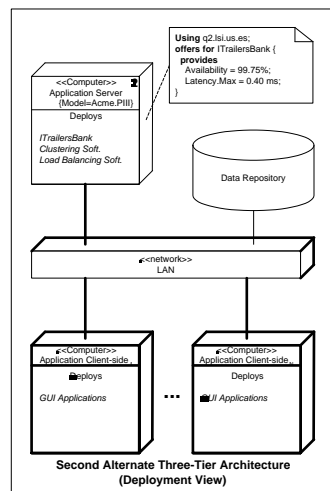 Using q2.lsi.us.es;
offers for ITrailersBank {
provides
Availability = 99.75%;
Latency.Max = 0.40 ms;
}
<<Computer>>
Application Server
{Model=Acme.PIII}
Deploys
ITrailersBank
Clustering Soft.
Load Balancing Soft.
Data Repository
<<network>>
LAN
<<Computer>>
Application Client-side
Deploys
GUI Applications
...
<<Computer>>
Application Client-side
Deploys
GUI Applications
Second Alternate Three-Tier Architecture
(Deployment View)